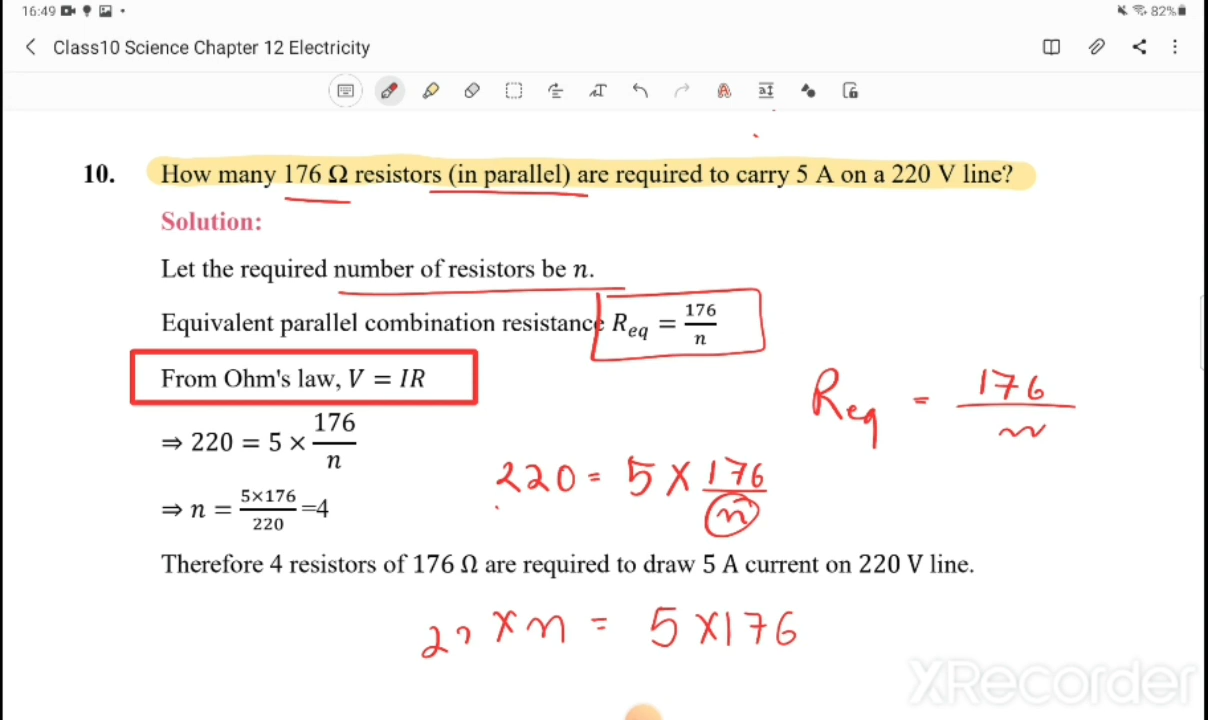 16:49 82%
Class10 Science Chapter 12 Electricity
10. How many 176 Ω resistors (in parallel) are required to carry 5 A on a 220 V line?
Solution:
Let the required number of resistors be n.
Equivalent parallel combination resistance R_eq = 176/n
From Ohm's law, V = IR
R_eq = 176/n
⇒ 220 = 5 × 176/n
220 = 5 × 176/n
⇒ n = 5×176/220 =4
Therefore 4 resistors of 176 Ω are required to draw 5 A current on 220 V line.
× n = 5 × 176
XRecorder